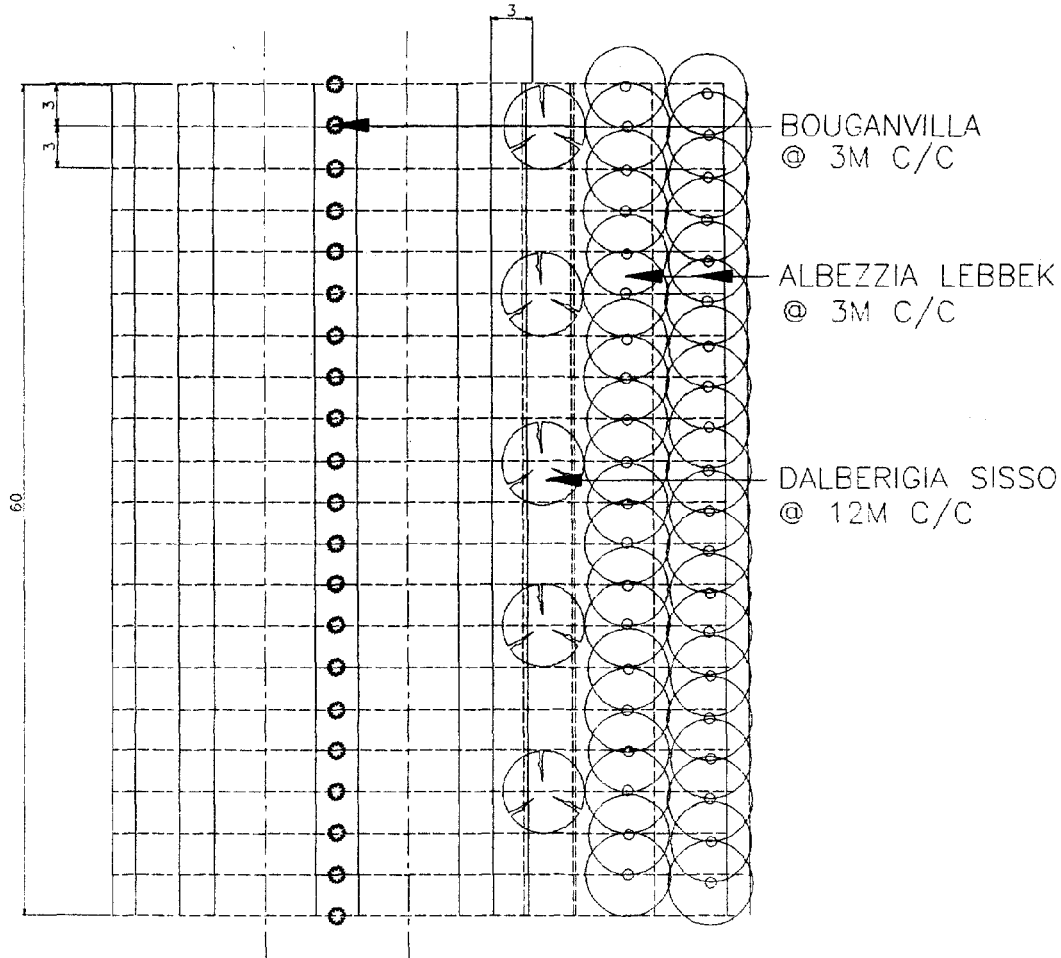 3
3
3
60
BOUGANVILLA
@ 3M C/C
ALBEZZIA LEBBEK
@ 3M C/C
DALBERIGIA SISSO
@ 12M C/C